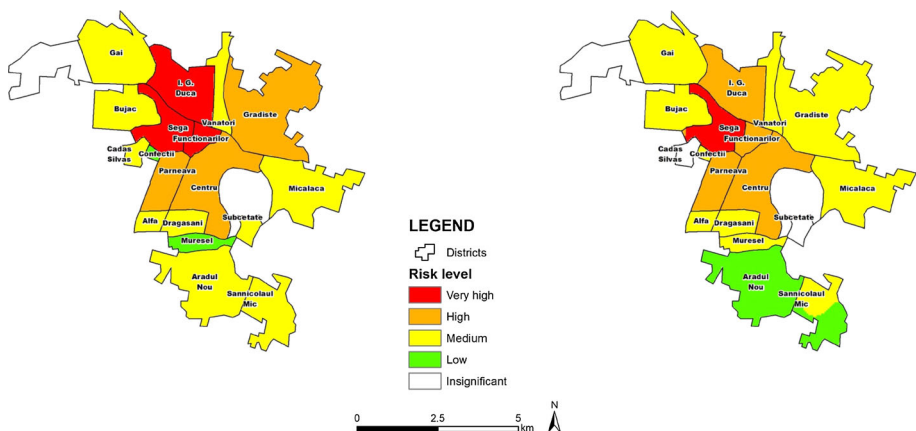 Gai
I. G.
Duca
Bujac
Vanatori
Gradiste
Sega
Functionarilor
Cadas
Silvas
Confectii
Parneava
Centru
Micalaca
Alfa
Dragasani
Subcetate
Muresel
Aradul
Nou
Sannicolaul
Mic
LEGEND
Districts
Risk level
Very high
High
Medium
Low
Insignificant
0 2.5 5
km
N
Gai
I. G.
Duca
Bujac
Vanatori
Gradiste
Sega
Functionarilor
Cadas
Silvas
Confectii
Parneava
Centru
Micalaca
Alfa
Dragasani
Subcetate
Muresel
Aradul
Nou
Sannicolaul
Mic